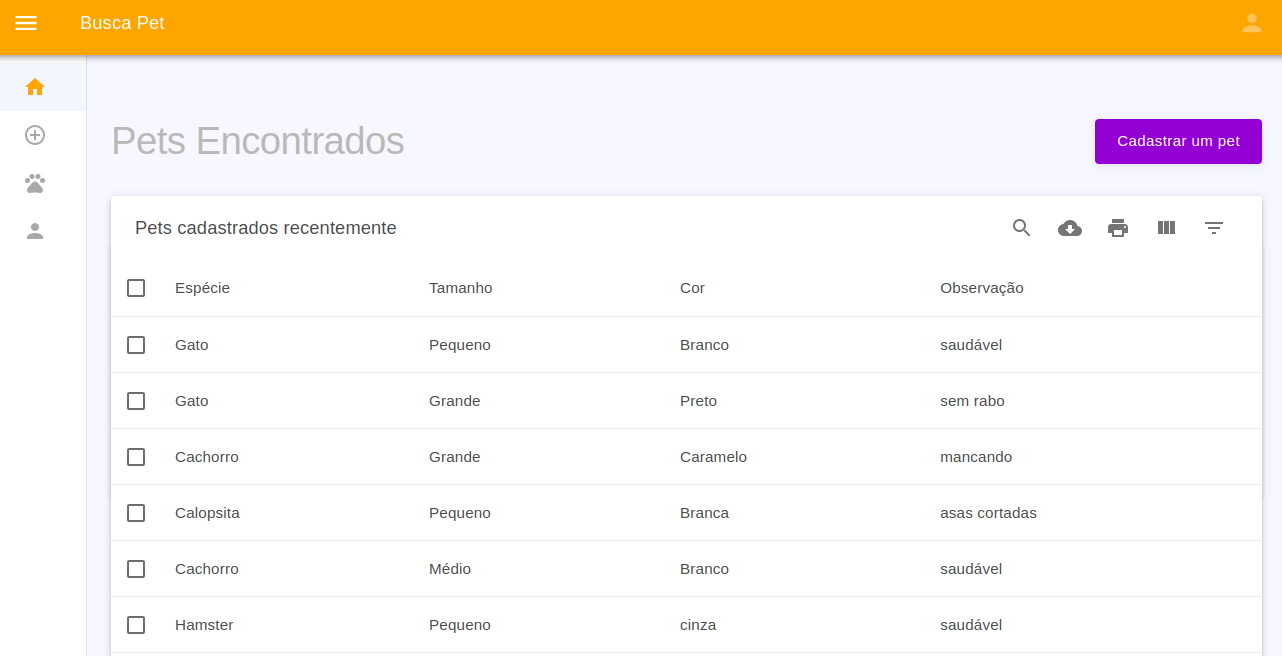 Busca Pet
Pets Encontrados
Cadastrar um pet
Pets cadastrados recentemente
Espécie Tamanho Cor Observação
Gato Pequeno Branco saudável
Gato Grande Preto sem rabo
Cachorro Grande Caramelo mancando
Calopsita Pequeno Branca asas cortadas
Cachorro Médio Branco saudável
Hamster Pequeno cinza saudável